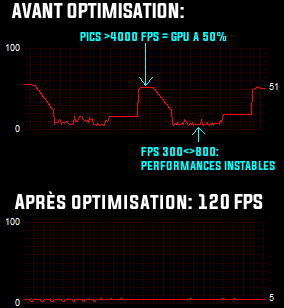 AVANT OPTIMISATION:
PICS >4000 FPS = GPU A 50%
100
51
0
FPS 300<>800:
PERFORMANCES INSTABLES
APRÈS OPTIMISATION: 120 FPS
100
5
0